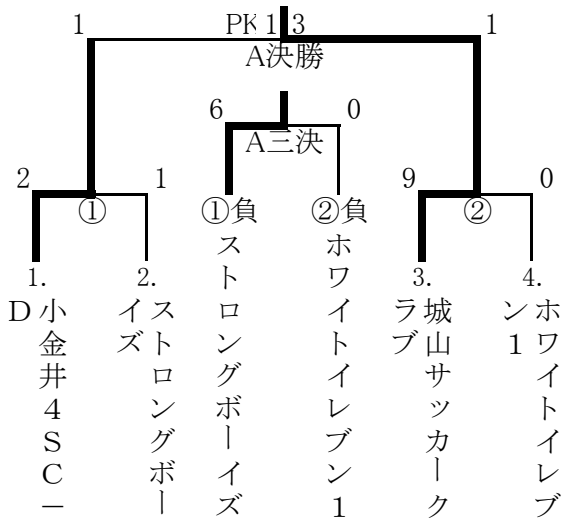 1 PK 1 3 1
A決勝
6 0
A三決
2 1 ①負 ②負 9 0
① ②
1. 2. 3. 4.
小金井4SC-
D
ストロングボー
イズ
ストロングボーイズ
ホワイトイレブン1
城山サッカーク
ラブ
ホワイトイレブ
ン1